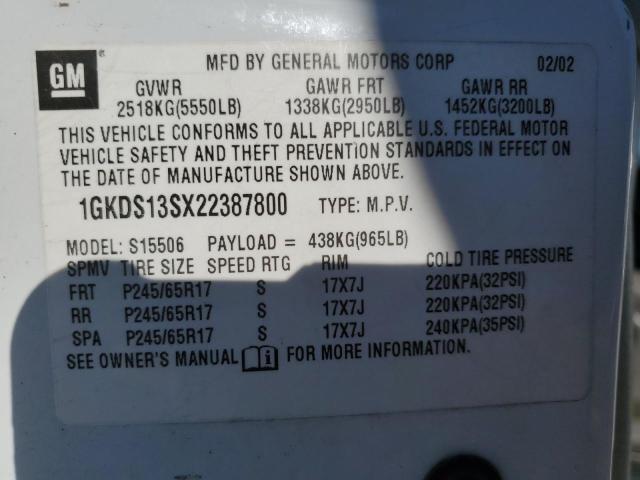 GM
MFD BY GENERAL MOTORS CORP 02/02
GVWR GAWR FRT GAWR RR
2518KG(5550LB) 1338KG(2950LB) 1452KG(3200LB)
THIS VEHICLE CONFORMS TO ALL APPLICABLE U.S. FEDERAL MOTOR
VEHICLE SAFETY AND THEFT PREVENTION STANDARDS IN EFFECT ON
THE DATE OF MANUFACTURE SHOWN ABOVE.
1GKDS13SX22387800 TYPE: M.P.V.
MODEL: S15506 PAYLOAD = 438KG(965LB)
SPMV TIRE SIZE SPEED RTG RIM COLD TIRE PRESSURE
FRT P245/65R17 S 17X7J 220KPA(32PSI)
RR P245/65R17 S 17X7J 220KPA(32PSI)
SPA P245/65R17 S 17X7J 240KPA(35PSI)
SEE OWNER'S MANUAL i FOR MORE INFORMATION.